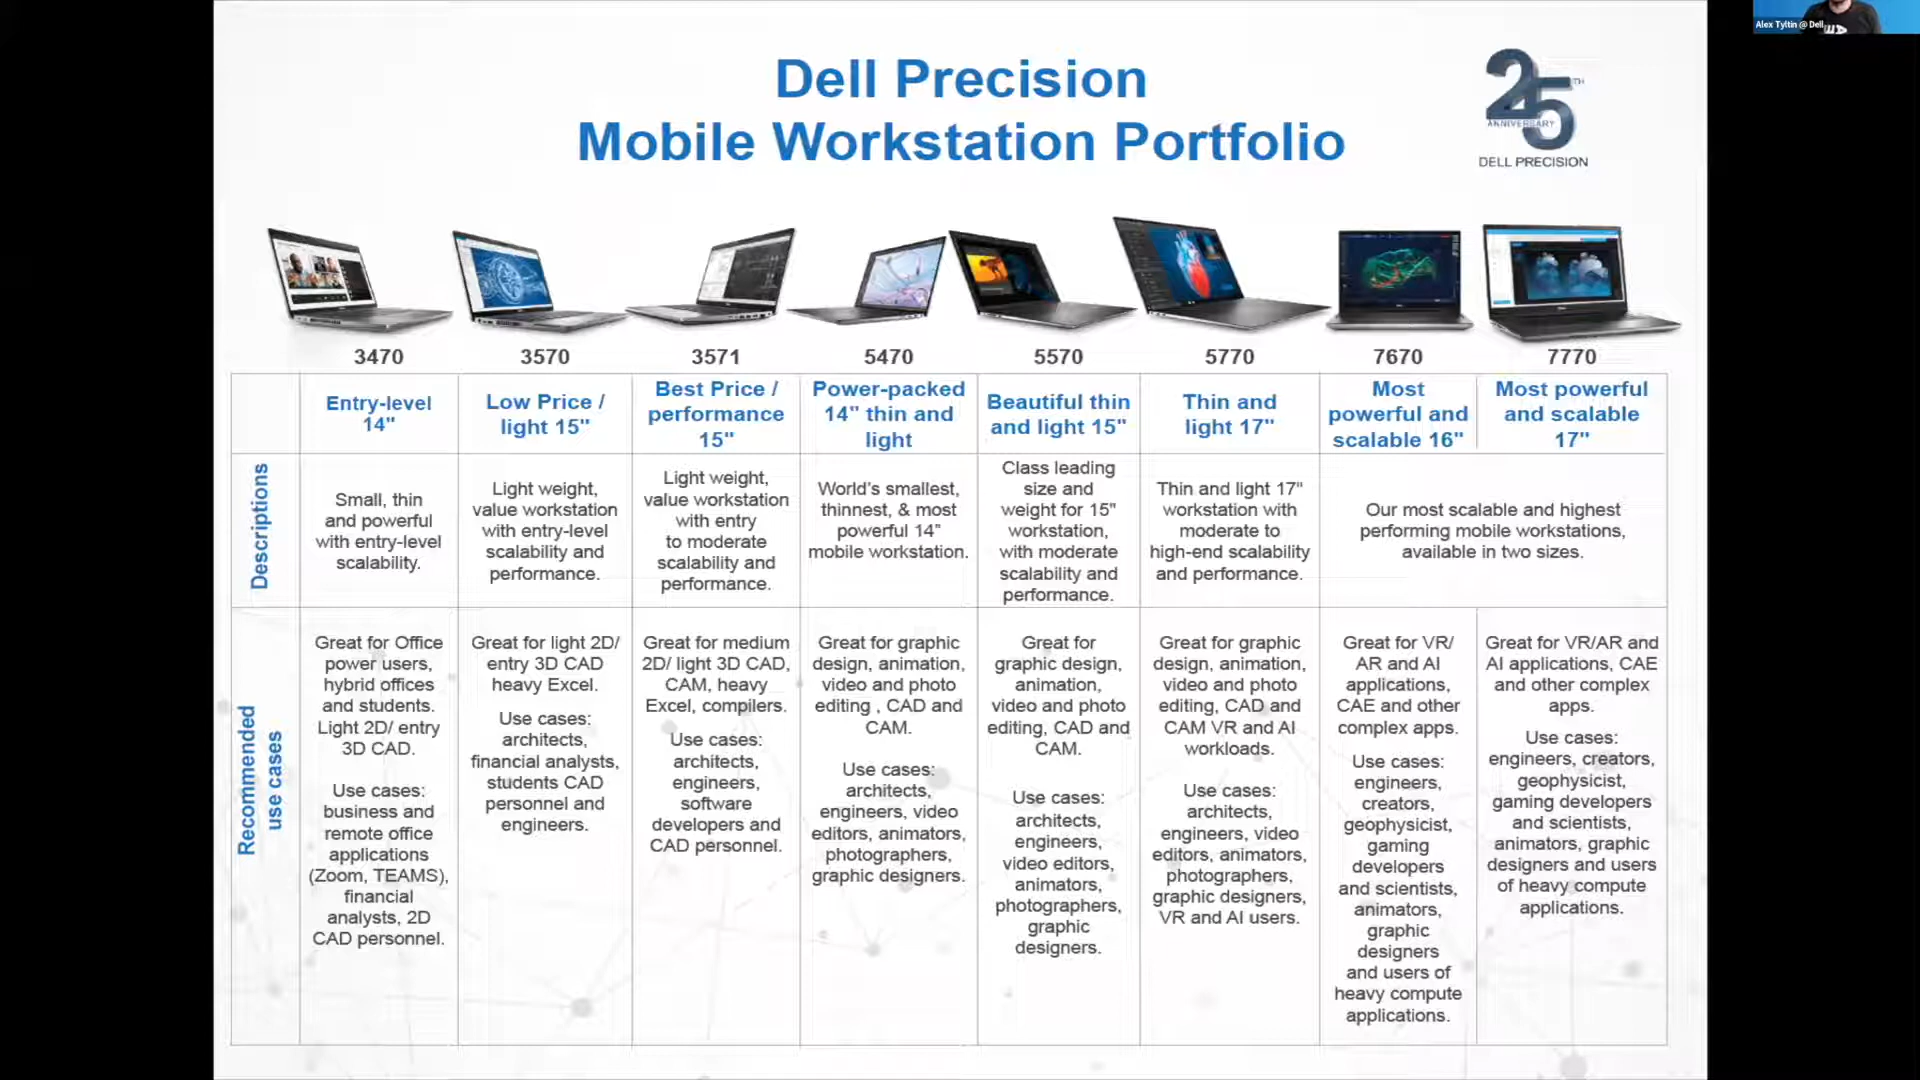 Alex Tyltin @ Dell
Dell Precision
Mobile Workstation Portfolio
25
TH
ANNIVERSARY
DELL PRECISION
3470
3570
3571
5470
5570
5770
7670
7770
Entry-level
14"
Low Price /
light 15"
Best Price /
performance
15"
Power-packed
14" thin and
light
Beautiful thin
and light 15"
Thin and
light 17"
Most
powerful and
scalable 16"
Most powerful
and scalable
17"
Descriptions
Small, thin
and powerful
with entry-level
scalability.
Light weight,
value workstation
with entry-level
scalability and
performance.
Light weight,
value workstation
with entry
to moderate
scalability and
performance.
World's smallest,
thinnest, & most
powerful 14"
mobile workstation.
Class leading
size and
weight for 15"
workstation,
with moderate
scalability and
performance.
Thin and light 17"
workstation with
moderate to
high-end scalability
and performance.
Our most scalable and highest
performing mobile workstations,
available in two sizes.
Recommended
use cases
Great for Office
power users,
hybrid offices
and students.
Light 2D/ entry
3D CAD.
Use cases:
business and
remote office
applications
(Zoom, TEAMS),
financial
analysts, 2D
CAD personnel.
Great for light 2D/
entry 3D CAD
heavy Excel.
Use cases:
architects,
financial analysts,
students CAD
personnel and
engineers.
Great for medium
2D/ light 3D CAD,
CAM, heavy
Excel, compilers.
Use cases:
architects,
engineers,
software
developers and
CAD personnel.
Great for graphic
design, animation,
video and photo
editing , CAD and
CAM.
Use cases:
architects,
engineers, video
editors, animators,
photographers,
graphic designers.
Great for
graphic design,
animation,
video and photo
editing, CAD and
CAM.
Use cases:
architects,
engineers,
video editors,
animators,
photographers,
graphic
designers.
Great for graphic
design, animation,
video and photo
editing, CAD and
CAM VR and AI
workloads.
Use cases:
architects,
engineers, video
editors, animators,
photographers,
graphic designers,
VR and AI users.
Great for VR/
AR and AI
applications,
CAE and other
complex apps.
Use cases:
engineers,
creators,
geophysicist,
gaming
developers
and scientists,
animators,
graphic
designers
and users of
heavy compute
applications.
Great for VR/AR and
AI applications, CAE
and other complex
apps.
Use cases:
engineers, creators,
geophysicist,
gaming developers
and scientists,
animators, graphic
designers and users
of heavy compute
applications.